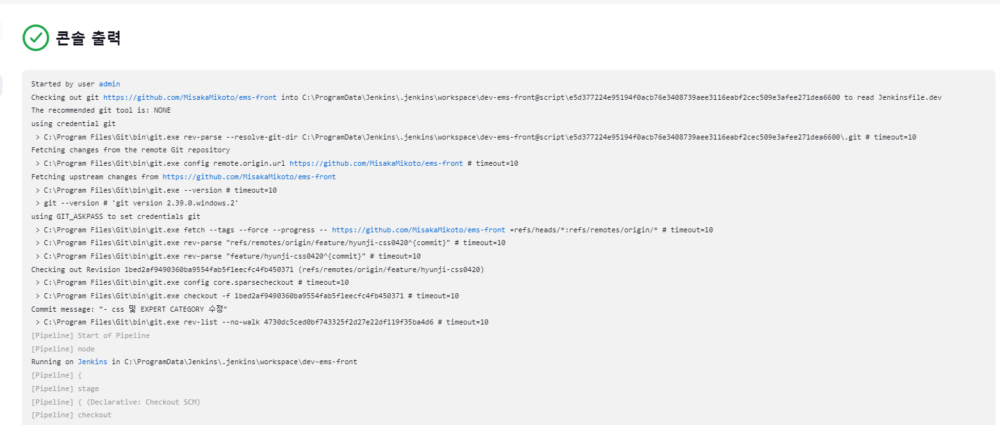 콘솔 출력
Started by user admin
Checking out git https://github.com/MisakaMikoto/ems-front into C:\ProgramData\Jenkins\.jenkins\workspace\dev-ems-front@script\e5d377224e95194f0acb76e3408739aee3116eabf2cec509e3afee271dea6600 to read Jenkinsfile.dev
The recommended git tool is: NONE
using credential git
 > C:\Program Files\Git\bin\git.exe rev-parse --resolve-git-dir C:\ProgramData\Jenkins\.jenkins\workspace\dev-ems-front@script\e5d377224e95194f0acb76e3408739aee3116eabf2cec509e3afee271dea6600\.git # timeout=10
Fetching changes from the remote Git repository
 > C:\Program Files\Git\bin\git.exe config remote.origin.url https://github.com/MisakaMikoto/ems-front # timeout=10
Fetching upstream changes from https://github.com/MisakaMikoto/ems-front
 > C:\Program Files\Git\bin\git.exe --version # timeout=10
 > git --version # 'git version 2.39.0.windows.2'
using GIT_ASKPASS to set credentials git
 > C:\Program Files\Git\bin\git.exe fetch --tags --force --progress -- https://github.com/MisakaMikoto/ems-front +refs/heads/*:refs/remotes/origin/* # timeout=10
 > C:\Program Files\Git\bin\git.exe rev-parse "refs/remotes/origin/feature/hyunji-css0420^{commit}" # timeout=10
 > C:\Program Files\Git\bin\git.exe rev-parse "feature/hyunji-css0420^{commit}" # timeout=10
Checking out Revision 1bed2af9490360ba9554fab5f1eecfc4fb450371 (refs/remotes/origin/feature/hyunji-css0420)
 > C:\Program Files\Git\bin\git.exe config core.sparsecheckout # timeout=10
 > C:\Program Files\Git\bin\git.exe checkout -f 1bed2af9490360ba9554fab5f1eecfc4fb450371 # timeout=10
Commit message: "- css 및 EXPERT CATEGORY 수정"
 > C:\Program Files\Git\bin\git.exe rev-list --no-walk 4730dc5ced0bf743325f2d27e22df119f35ba4d6 # timeout=10
[Pipeline] Start of Pipeline
[Pipeline] node
Running on Jenkins in C:\ProgramData\Jenkins\.jenkins\workspace\dev-ems-front
[Pipeline] {
[Pipeline] stage
[Pipeline] { (Declarative: Checkout SCM)
[Pipeline] checkout